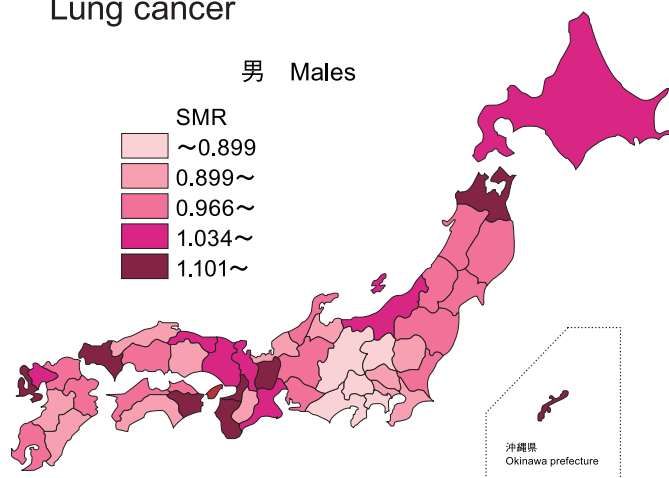 Lung cancer
男 Males
SMR
～0.899
0.899～
0.966～
1.034～
1.101～
沖縄県
Okinawa prefecture